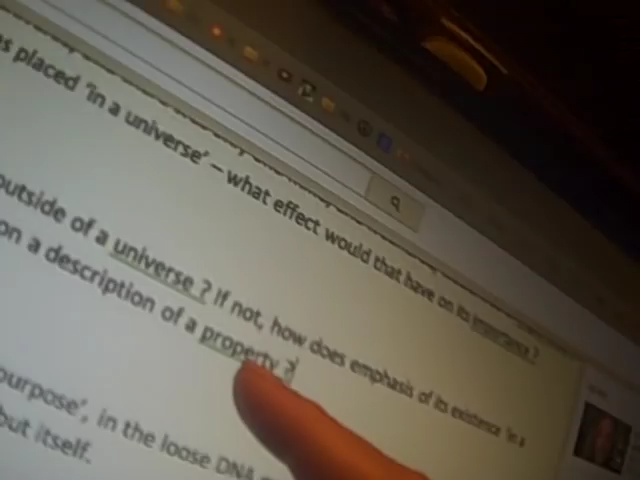 s placed 'in a universe' – what effect would that have on its importance ?
outside of a universe ? If not, how does emphasis of its existence 'in a
on a description of a property ?
purpose', in the loose DNA
but itself.